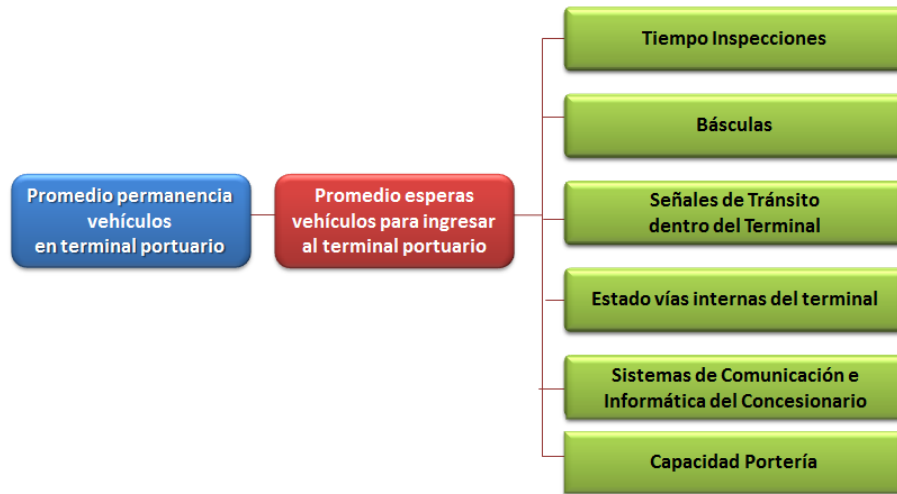 Promedio permanencia
vehículos
en terminal portuario
Promedio esperas
vehículos para ingresar
al terminal portuario
Tiempo Inspecciones
Básculas
Señales de Tránsito
dentro del Terminal
Estado vías internas del terminal
Sistemas de Comunicación e
Informática del Concesionario
Capacidad Portería